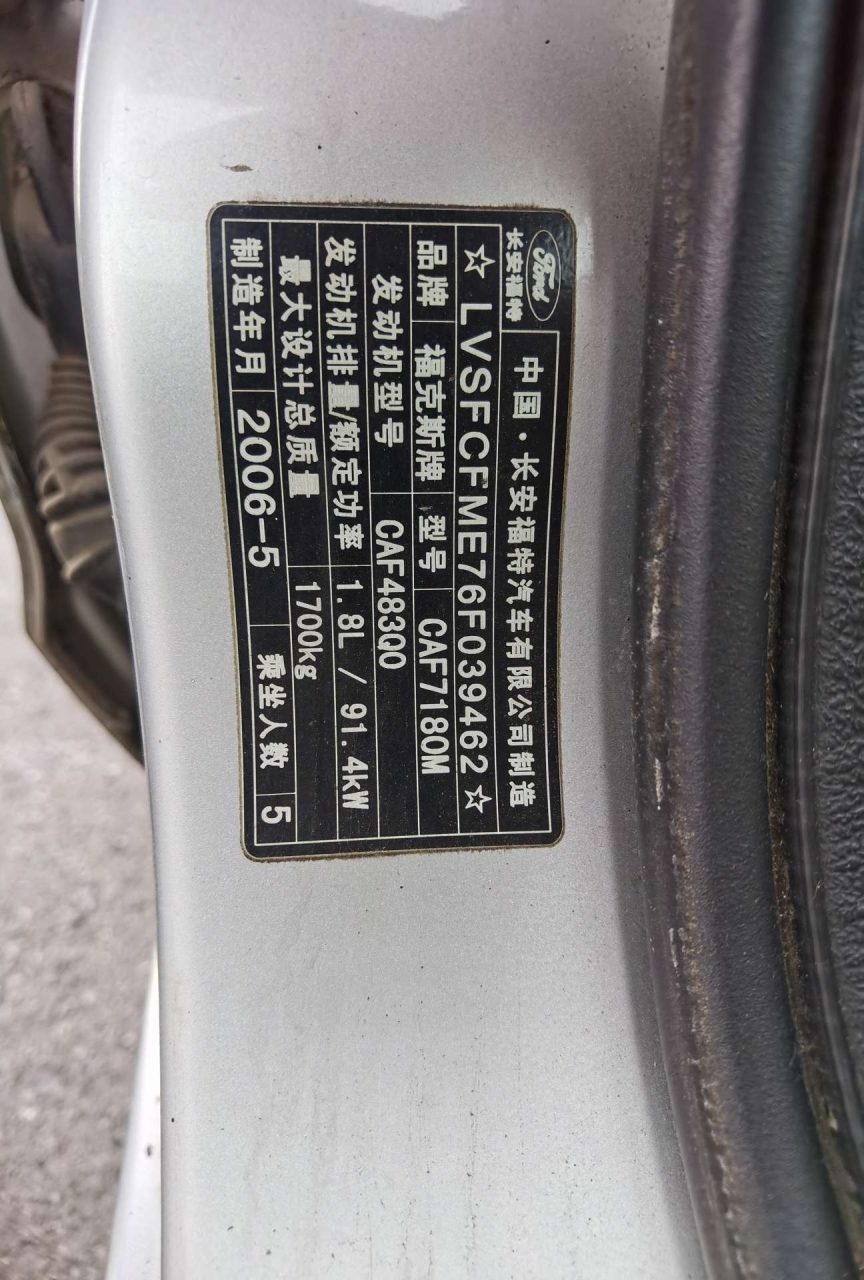 Ford
长安福特
中国·长安福特汽车有限公司制造
☆LVSFCFME76F039462☆
品牌 福克斯牌 型号 CAF7180M
发动机型号 CAF483Q0
发动机排量/额定功率 1.8L / 91.4kW
最大设计总质量 1700kg
制造年月 2006-5 乘坐人数 5